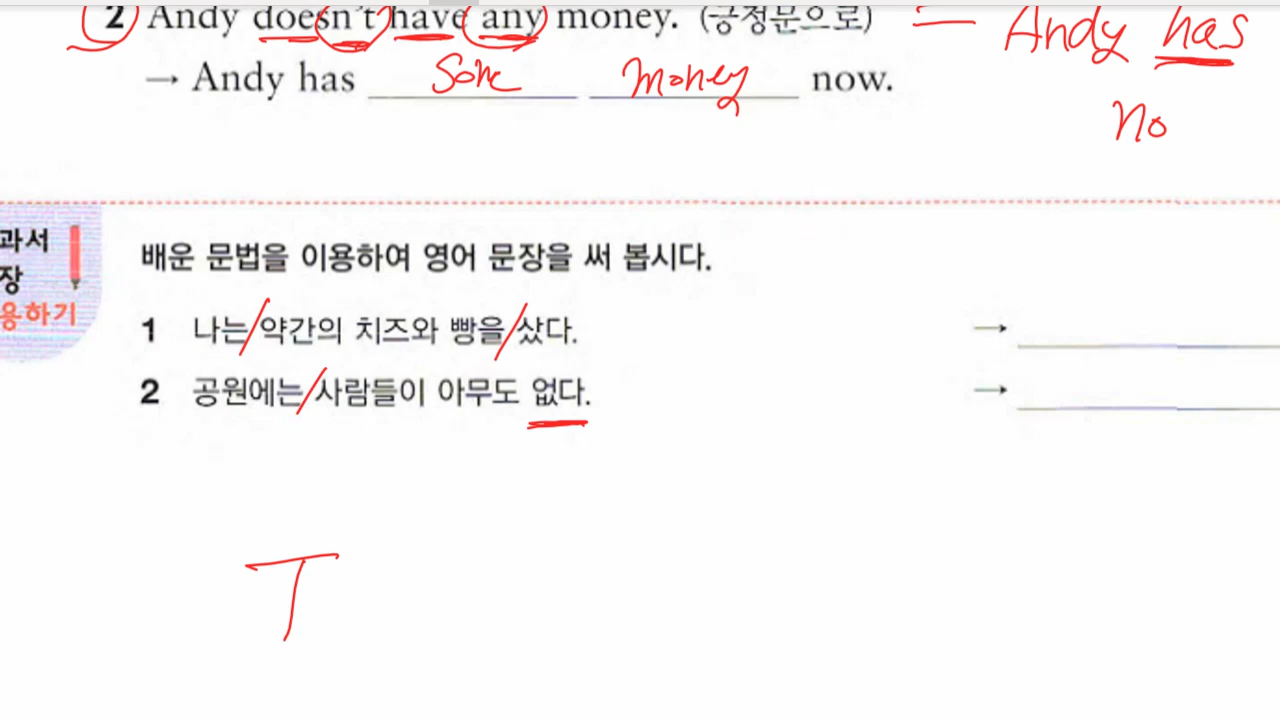 2 Andy doesn't have any money. (긍정문으로) = Andy has
→ Andy has some money now.
no
과서
장
용하기
배운 문법을 이용하여 영어 문장을 써 봅시다.
1 나는/약간의 치즈와 빵을/샀다. →
2 공원에는/사람들이 아무도 없다. →
T